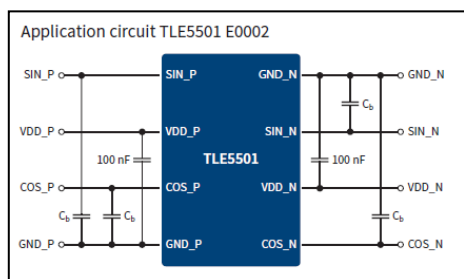 Application circuit TLE5501 E0002
SIN_P SIN_P GND_N GND_N
C_b
VDD_P VDD_P SIN_N SIN_N
100 nF TLE5501 100 nF
COS_P COS_P VDD_N VDD_N
C_b C_b C_b
GND_P GND_P COS_N COS_N